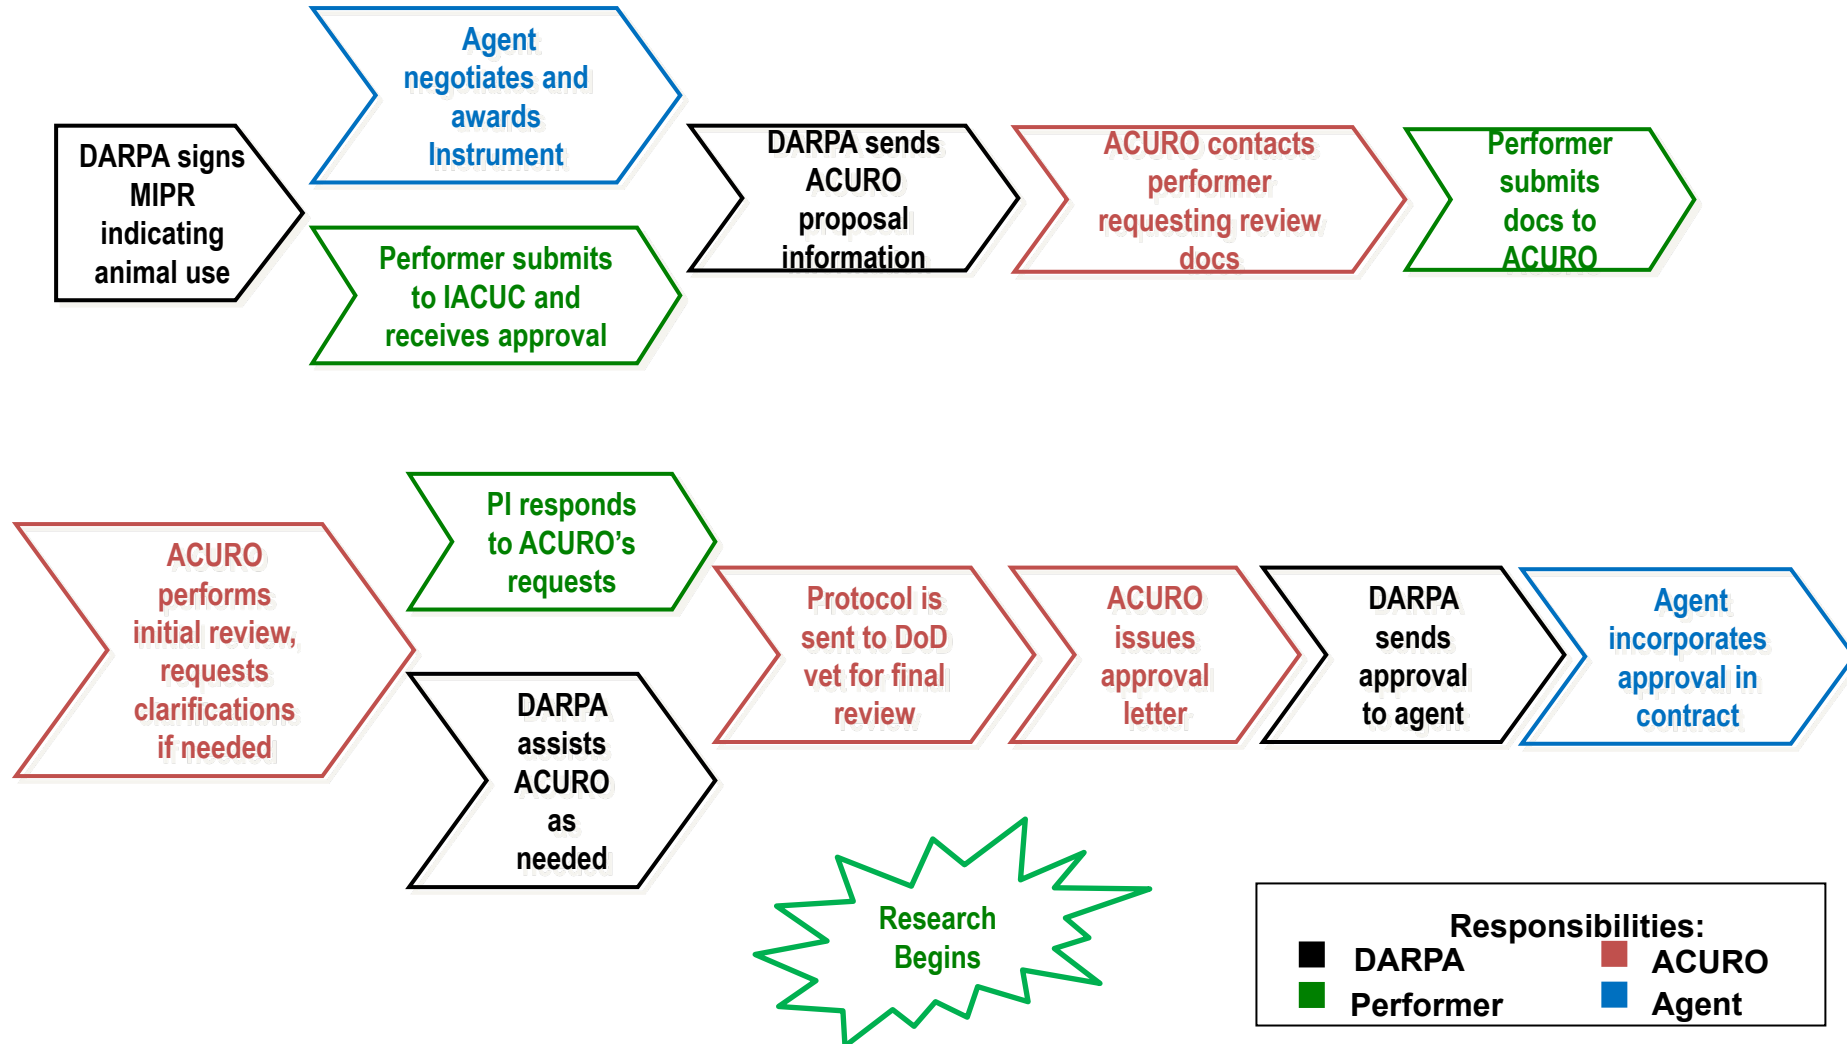 DARPA signs
MIPR
indicating
animal use
Agent
negotiates and
awards
Instrument
Performer submits
to IACUC and
receives approval
DARPA sends
ACURO
proposal
information
ACURO contacts
performer
requesting review
docs
Performer
submits
docs to
ACURO
ACURO
performs
initial review,
requests
clarifications
if needed
PI responds
to ACURO’s
requests
DARPA
assists
ACURO
as
needed
Protocol is
sent to DoD
vet for final
review
ACURO
issues
approval
letter
DARPA
sends
approval
to agent
Agent
incorporates
approval in
contract
Research
Begins
Responsibilities:
DARPA
ACURO
Performer
Agent